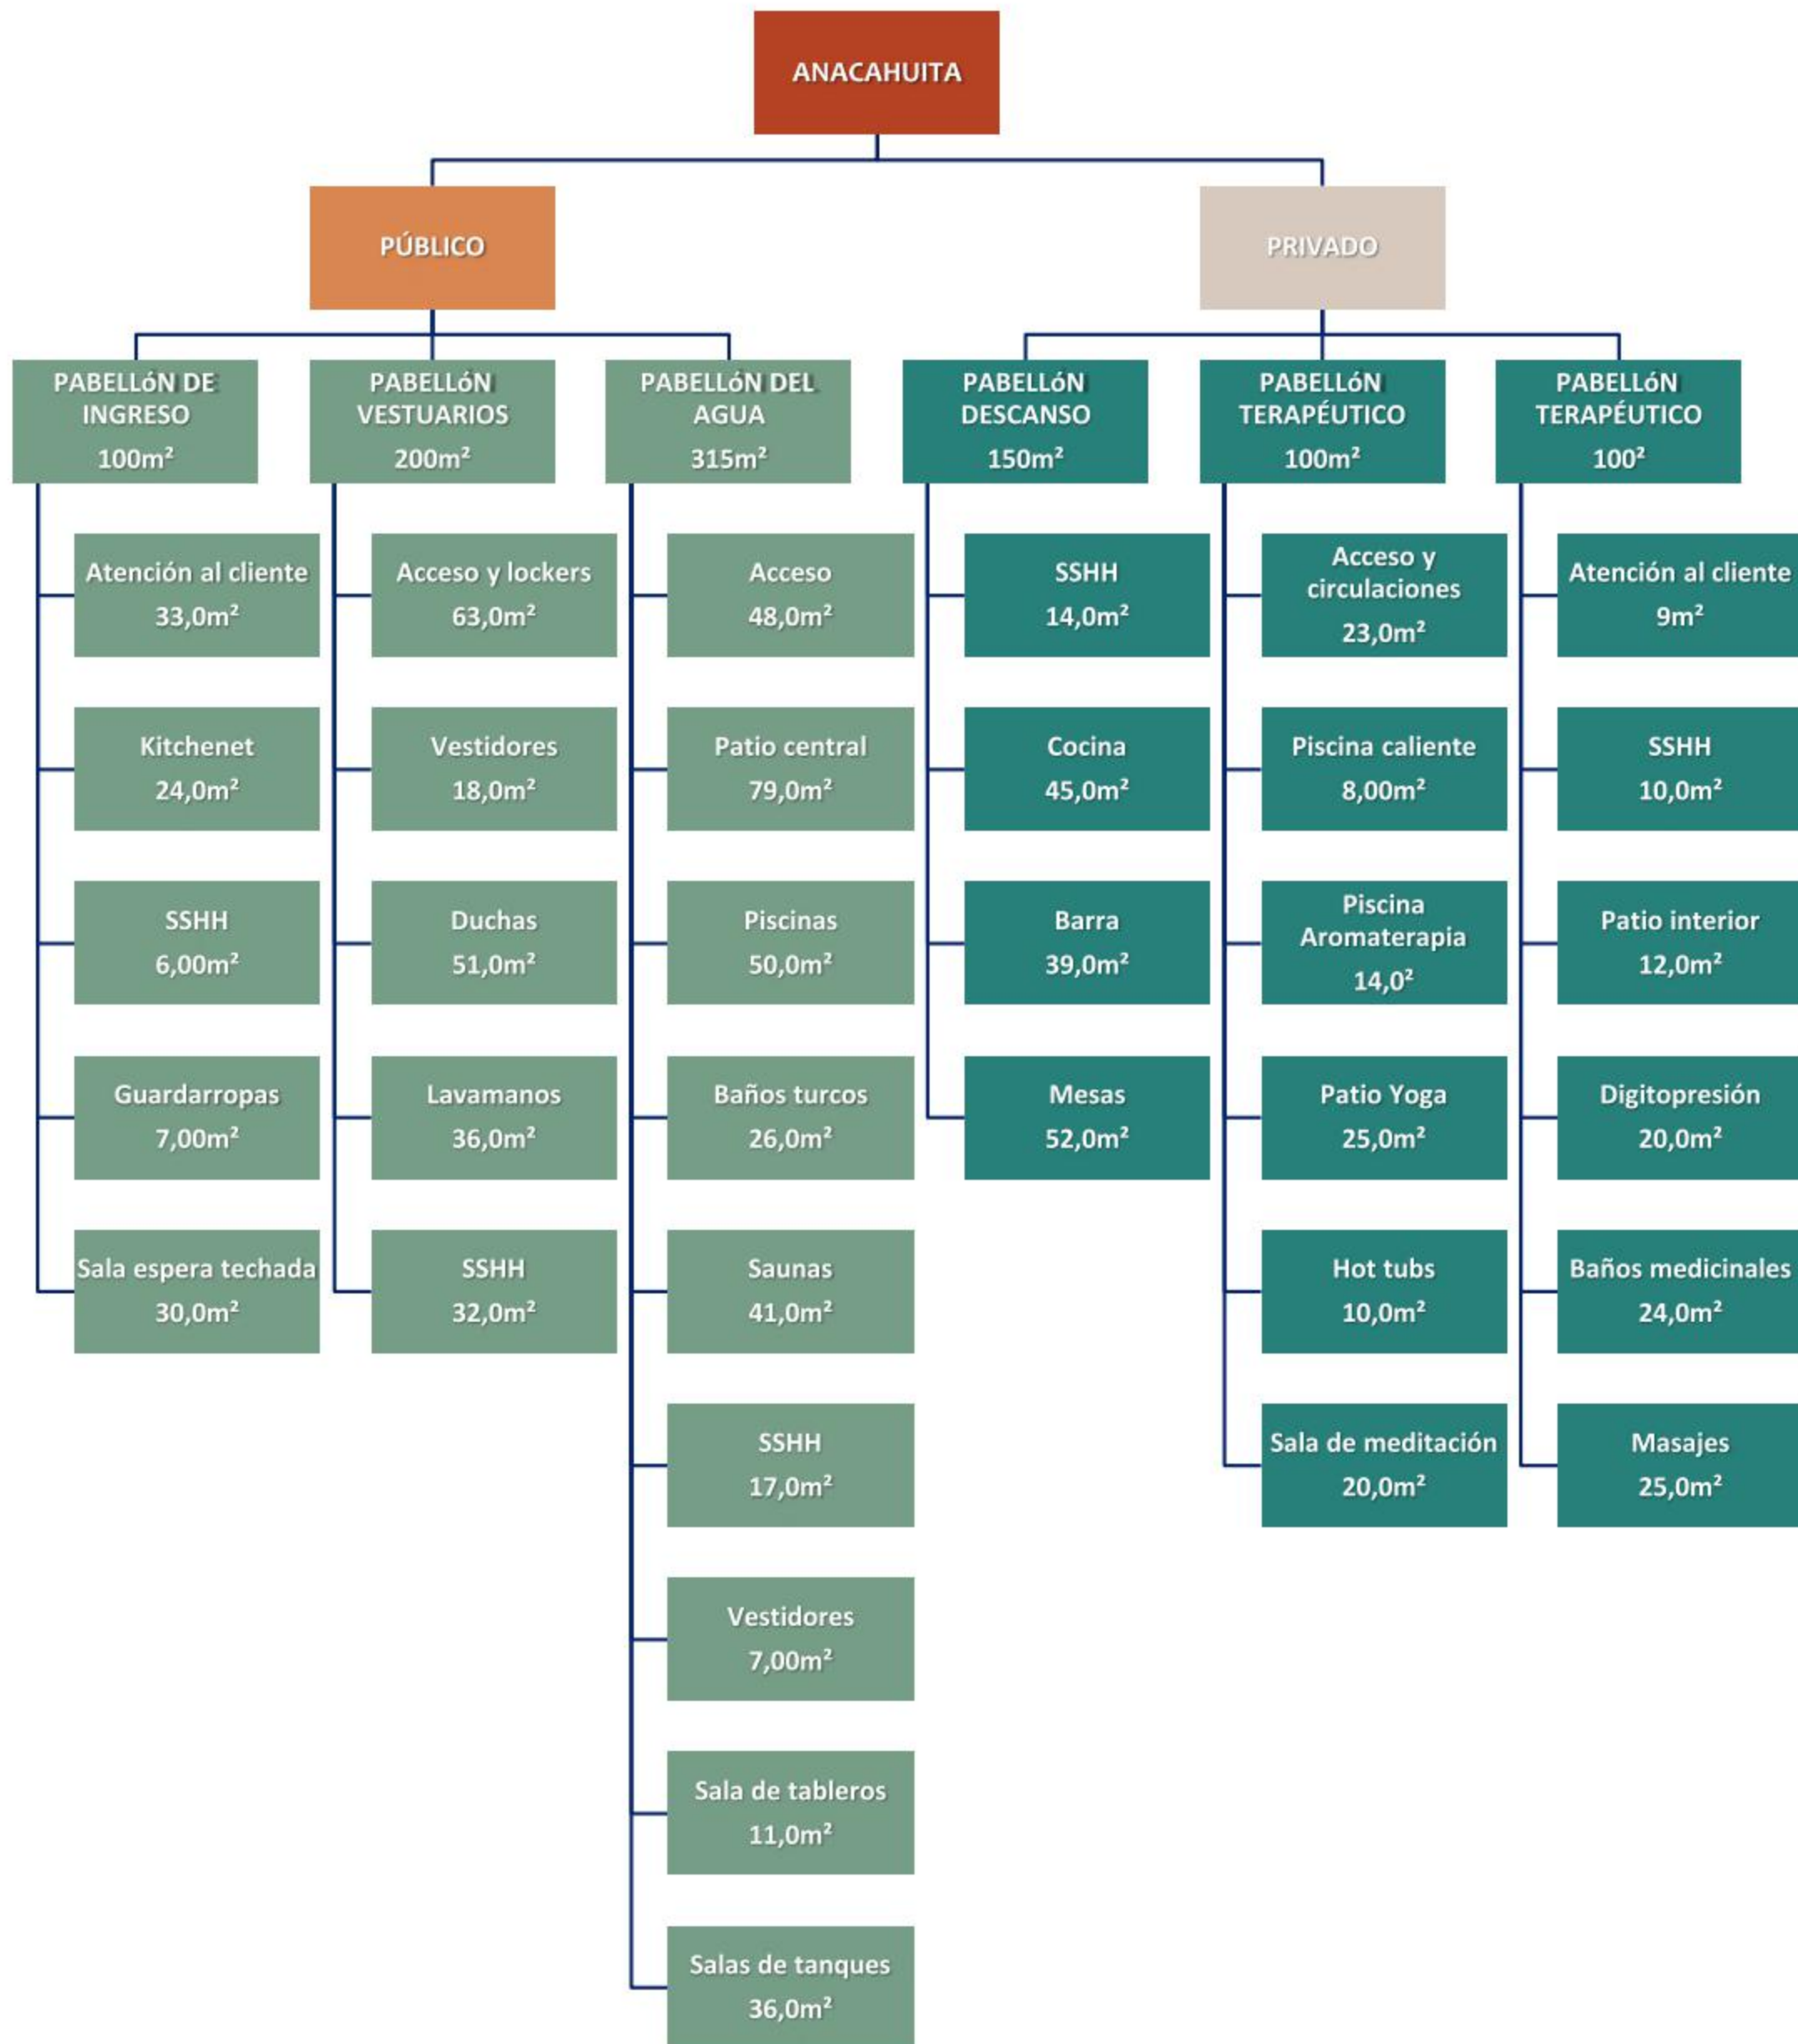 ANACAHUITA
PÚBLICO
PRIVADO
PABELLóN DE
INGRESO
100m²
PABELLóN
VESTUARIOS
200m²
PABELLóN DEL
AGUA
315m²
PABELLóN
DESCANSO
150m²
PABELLóN
TERAPÉUTICO
100m²
PABELLóN
TERAPÉUTICO
100²
Atención al cliente
33,0m²
Kitchenet
24,0m²
SSHH
6,00m²
Guardarropas
7,00m²
Sala espera techada
30,0m²
Acceso y lockers
63,0m²
Vestidores
18,0m²
Duchas
51,0m²
Lavamanos
36,0m²
SSHH
32,0m²
Acceso
48,0m²
Patio central
79,0m²
Piscinas
50,0m²
Baños turcos
26,0m²
Saunas
41,0m²
SSHH
17,0m²
Vestidores
7,00m²
Sala de tableros
11,0m²
Salas de tanques
36,0m²
SSHH
14,0m²
Cocina
45,0m²
Barra
39,0m²
Mesas
52,0m²
Acceso y
circulaciones
23,0m²
Piscina caliente
8,00m²
Piscina
Aromaterapia
14,0²
Patio Yoga
25,0m²
Hot tubs
10,0m²
Sala de meditación
20,0m²
Atención al cliente
9m²
SSHH
10,0m²
Patio interior
12,0m²
Digitopresión
20,0m²
Baños medicinales
24,0m²
Masajes
25,0m²